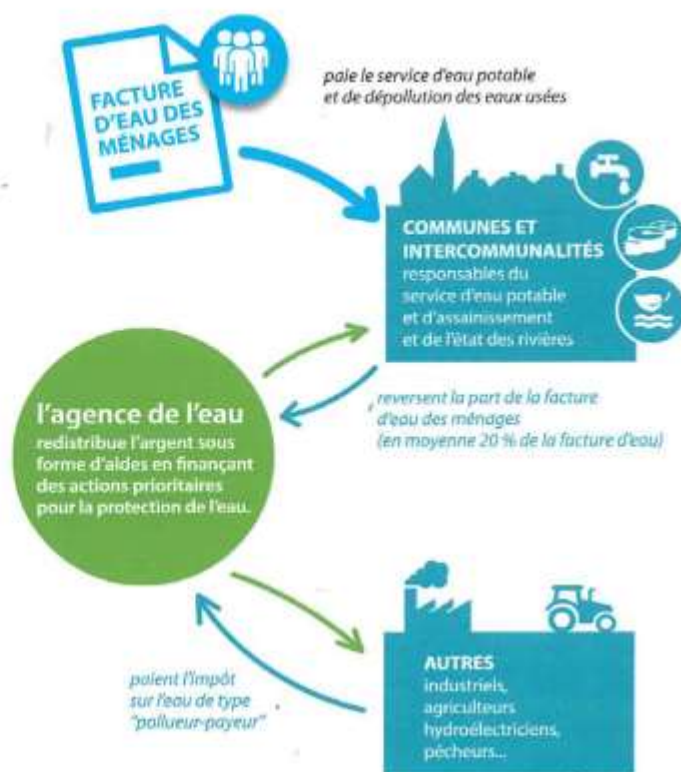 FACTURE
D'EAU DES
MÉNAGES
paie le service d'eau potable
et de dépollution des eaux usées
COMMUNES ET
INTERCOMMUNALITÉS
responsables du
service d'eau potable
et d'assainissement
et de l'état des rivières
l'agence de l'eau
redistribue l'argent sous
forme d'aides en finançant
des actions prioritaires
pour la protection de l'eau.
reversent la part de la facture
d'eau des ménages
(en moyenne 20 % de la facture d'eau)
paient l'impôt
sur l'eau de type
"pollueur-payeur"
AUTRES
industriels,
agriculteurs
hydroélectriciens,
pêcheurs...